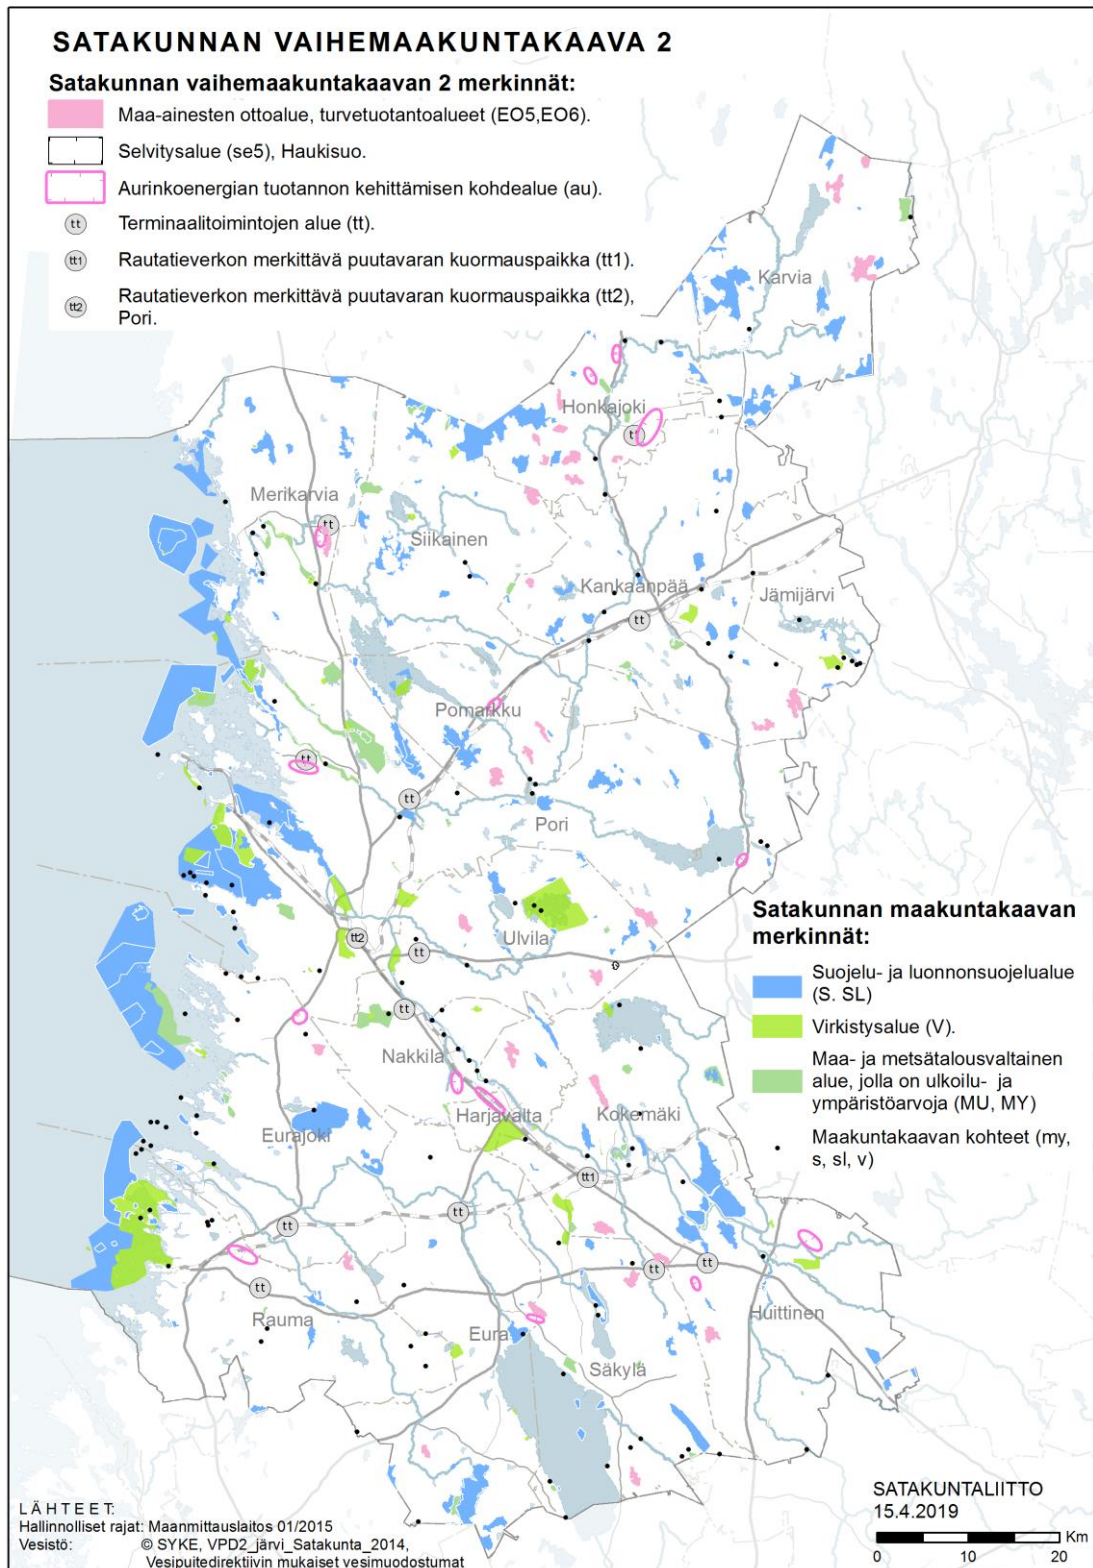 SATAKUNNAN VAIHEMAAKUNTAKAAVA 2
Satakunnan vaihemaakuntakaavan 2 merkinnät:
Maa-ainesten ottoalue, turvetuotantoalueet (EO5,EO6).
Selvitysalue (se5), Haukisuo.
Aurinkoenergian tuotannon kehittämisen kohdealue (au).
tt
Terminaalitoimintojen alue (tt).
tt1
Rautatieverkon merkittävä puutavaran kuormauspaikka (tt1).
tt2
Rautatieverkon merkittävä puutavaran kuormauspaikka (tt2),
Pori.
Karvia
Honkajoki
tt
Merikarvia
tt
Siikainen
Kankaanpää
Jämijärvi
tt
Pomarkku
tt
tt
Pori
Ulvila
tt2
tt
tt
Nakkila
Harjavalta
Kokemäki
Eurajoki
tt1
tt
tt
tt
tt
tt
Rauma
Eura
Säkylä
Huittinen
Satakunnan maakuntakaavan
merkinnät:
Suojelu- ja luonnonsuojelualue
(S. SL)
Virkistysalue (V).
Maa- ja metsätalousvaltainen
alue, jolla on ulkoilu- ja
ympäristöarvoja (MU, MY)
Maakuntakaavan kohteet (my,
s, sl, v)
SATAKUNTALIITTO
15.4.2019
Km
0 10 20
LÄHTEET:
Hallinnolliset rajat: Maanmittauslaitos 01/2015
Vesistö: © SYKE, VPD2_järvi_Satakunta_2014,
Vesipuitedirektiivin mukaiset vesimuodostumat